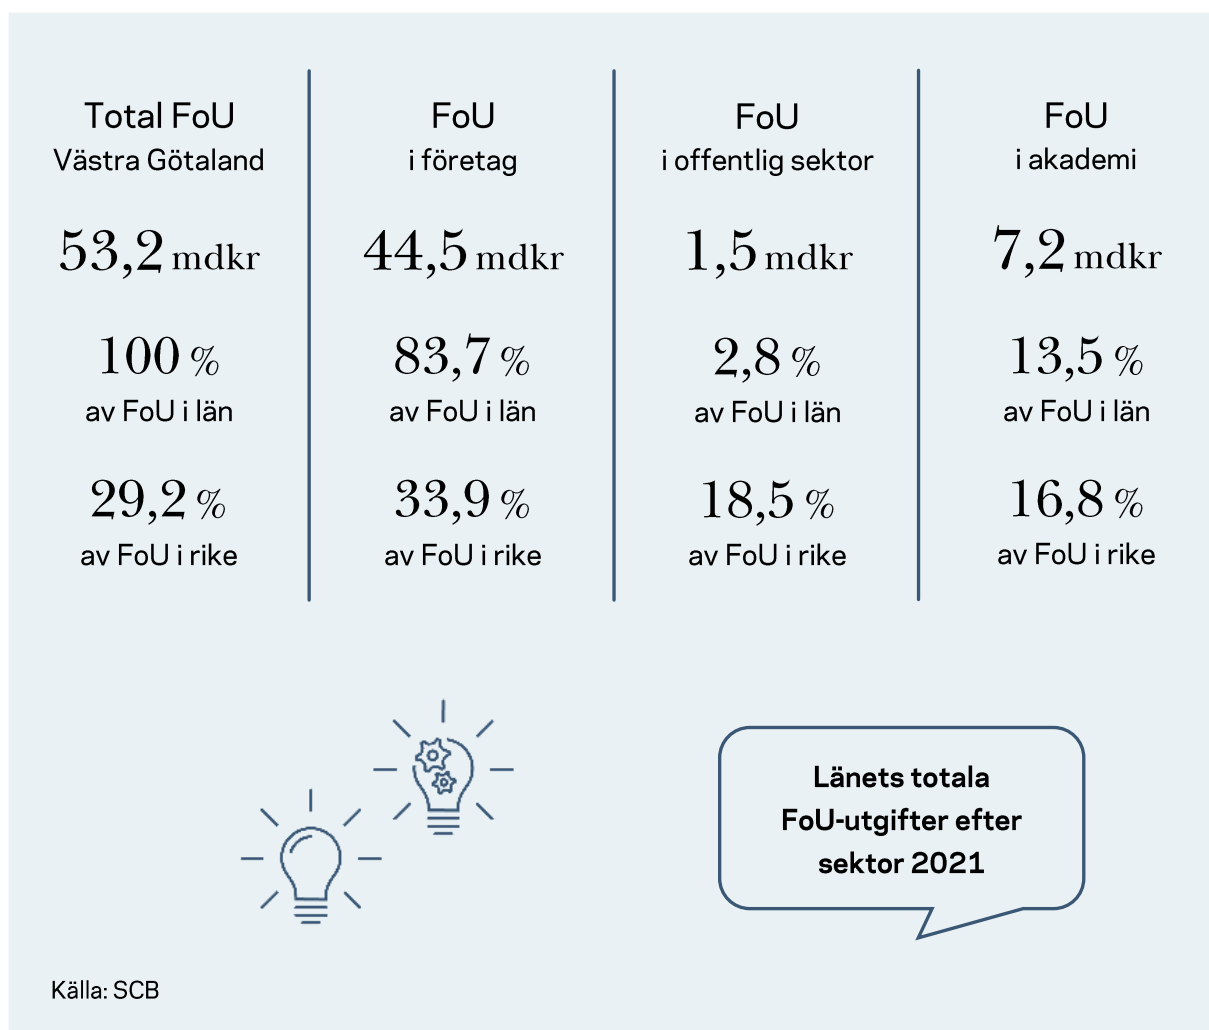 Total FoU
Västra Götaland
53,2 mdkr
100 %
av FoU i län
29,2 %
av FoU i rike
FoU
i företag
44,5 mdkr
83,7 %
av FoU i län
33,9 %
av FoU i rike
FoU
i offentlig sektor
1,5 mdkr
2,8 %
av FoU i län
18,5 %
av FoU i rike
FoU
i akademi
7,2 mdkr
13,5 %
av FoU i län
16,8 %
av FoU i rike
Länets totala
FoU-utgifter efter
sektor 2021
Källa: SCB